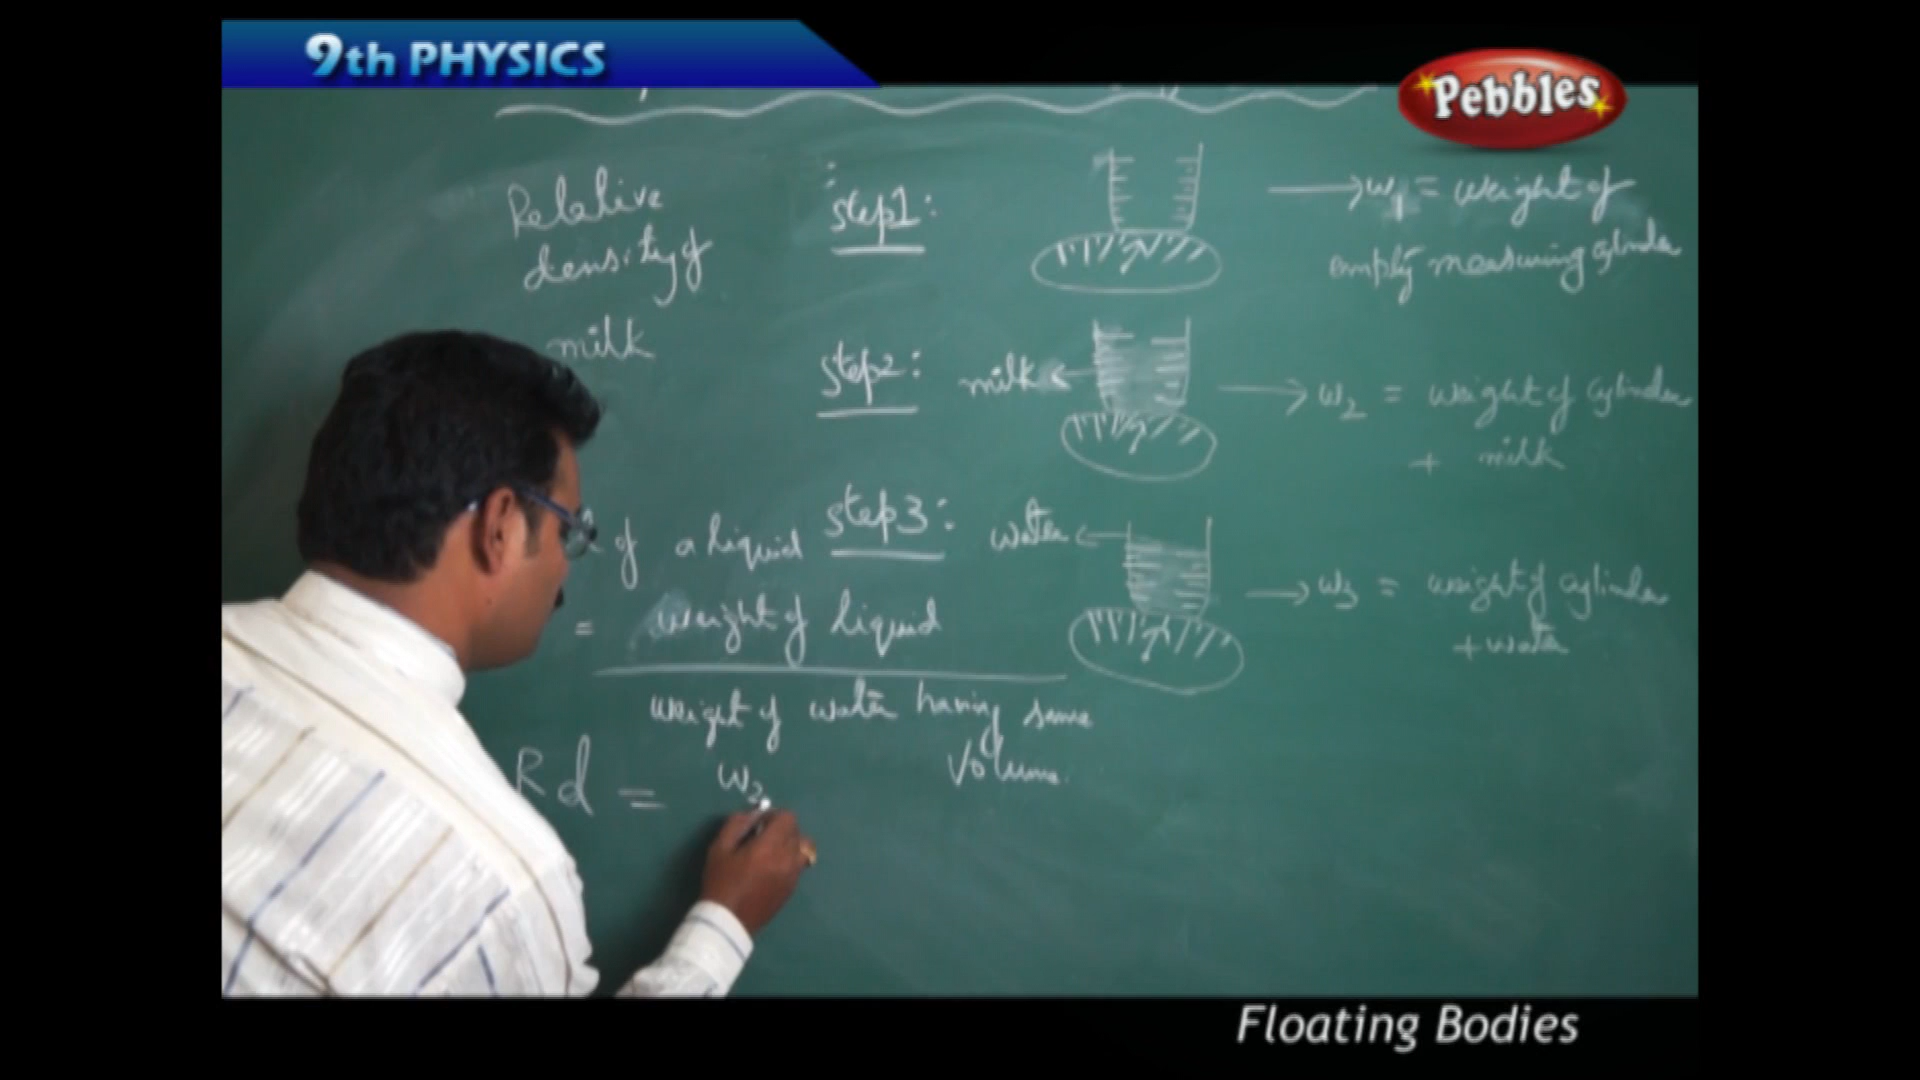 9th PHYSICS
Pebbles
Relative
density of
milk
step1:
→ w1 = weight of
empty measuring cylinder
step2: milk
→ w2 = weight of cylinder
+ milk
of a liquid
= weight of liquid
weight of water having same
volume.
step3: water
→ w3 = weight of cylinder
+ water
Rd = w2
Floating Bodies